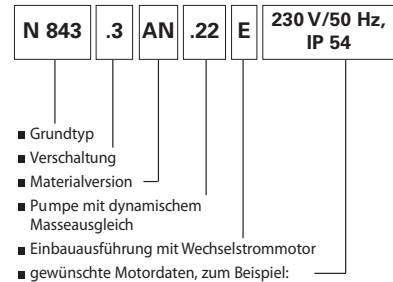 N 843 .3 AN .22 E 230 V/50 Hz,
IP 54
Grundtyp
Verschaltung
Materialversion
Pumpe mit dynamischem
Masseausgleich
Einbauausführung mit Wechselstrommotor
gewünschte Motordaten, zum Beispiel: